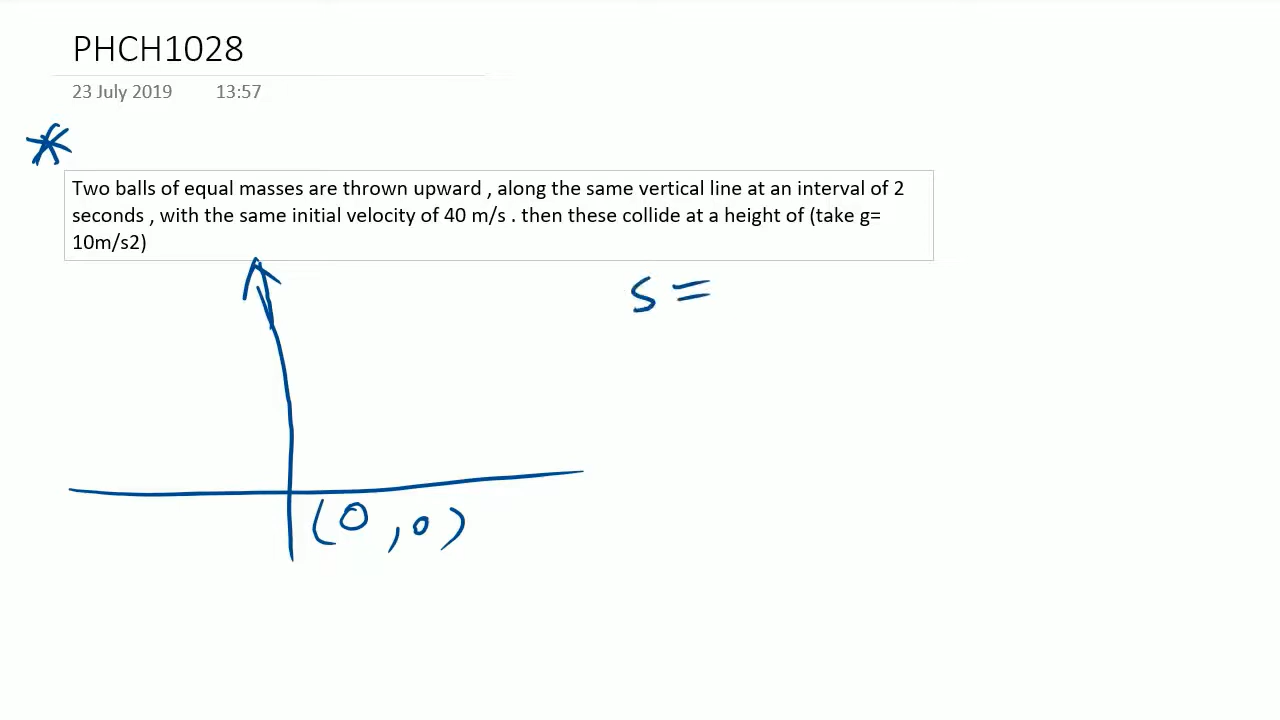 PHCH1028
23 July 2019 13:57
*
Two balls of equal masses are thrown upward , along the same vertical line at an interval of 2
seconds , with the same initial velocity of 40 m/s . then these collide at a height of (take g=
10m/s2)
s =
(0 , 0)